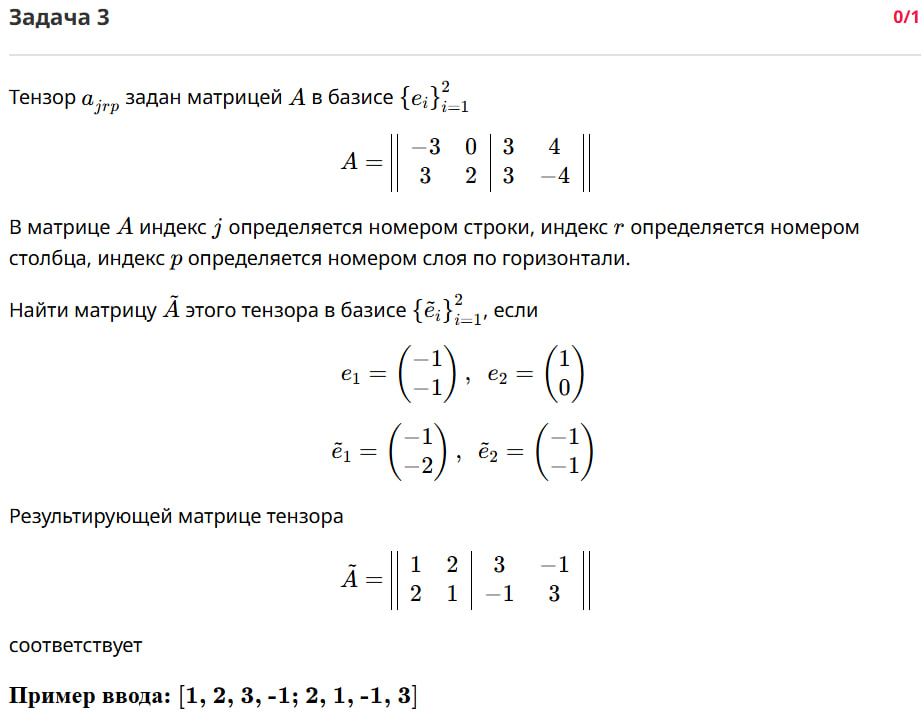 Задача 3
0/1
Тензор a_{jrp} задан матрицей A в базисе {e_i}_{i=1}^2
A = || -3 0 | 3 4 ||
|| 3 2 | 3 -4 ||
В матрице A индекс j определяется номером строки, индекс r определяется номером
столбца, индекс p определяется номером слоя по горизонтали.
Найти матрицу Ã этого тензора в базисе {ẽ_i}_{i=1}^2, если
e_1 = (-1 -1), e_2 = (1 0)
ẽ_1 = (-1 -2), ẽ_2 = (-1 -1)
Результирующей матрице тензора
Ã = || 1 2 | 3 -1 ||
|| 2 1 | -1 3 ||
соответствует
Пример ввода: [1, 2, 3, -1; 2, 1, -1, 3]